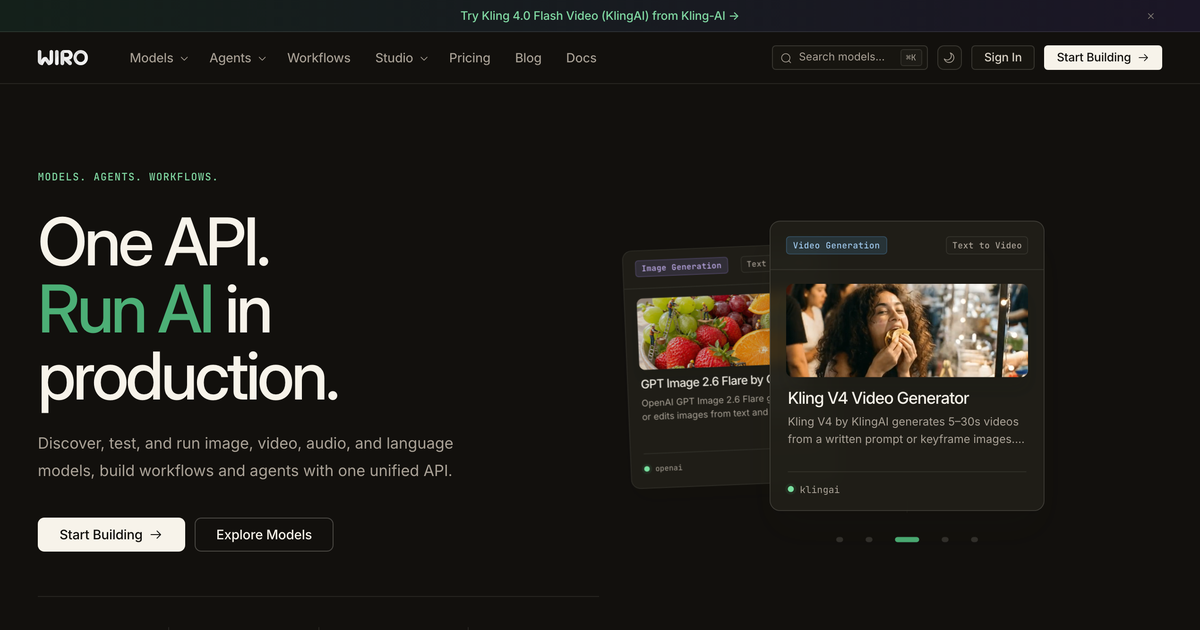 Try Kling 4.0 Flash Video (KlingAI) from Kling-AI →
WIRO
Models
Agents
Workflows
Studio
Pricing
Blog
Docs
Search models...
⌘K
Sign In
Start Building →
MODELS. AGENTS. WORKFLOWS.
One API.
Run AI in
production.
Discover, test, and run image, video, audio, and language
models, build workflows and agents with one unified API.
Start Building →
Explore Models
Image Generation
Text
GPT Image 2.6 Flare by
OpenAI GPT Image 2.6 Flare
or edits images from text and
openai
Video Generation
Text to Video
Kling V4 Video Generator
Kling V4 by KlingAI generates 5–30s videos
from a written prompt or keyframe images....
klingai